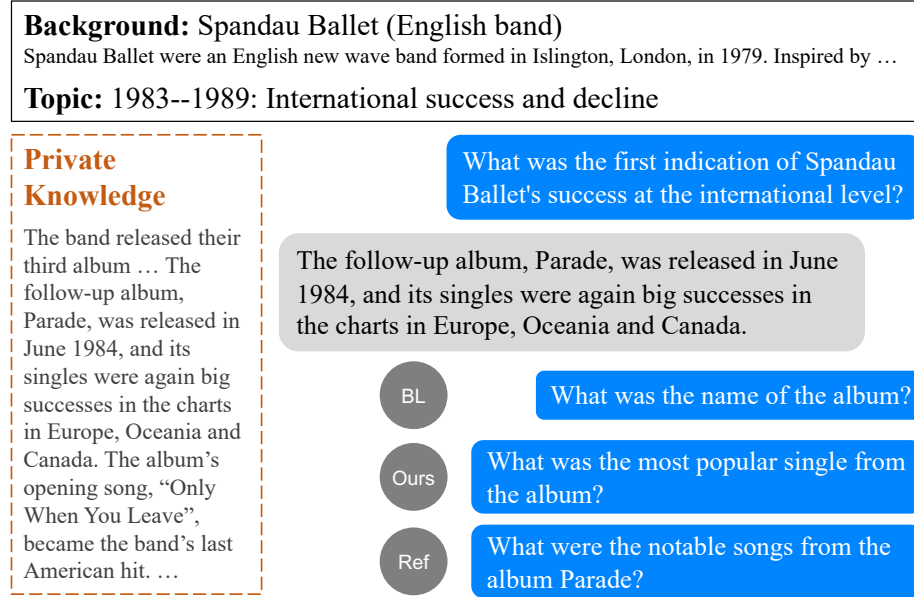 Background: Spandau Ballet (English band)
Spandau Ballet were an English new wave band formed in Islington, London, in 1979. Inspired by …
Topic: 1983--1989: International success and decline
Private
Knowledge
The band released their
third album … The
follow-up album,
Parade, was released in
June 1984, and its
singles were again big
successes in the charts
in Europe, Oceania and
Canada. The album's
opening song, “Only
When You Leave”,
became the band's last
American hit. …
What was the first indication of Spandau
Ballet's success at the international level?
The follow-up album, Parade, was released in June
1984, and its singles were again big successes in
the charts in Europe, Oceania and Canada.
BL
What was the name of the album?
Ours
What was the most popular single from
the album?
Ref
What were the notable songs from the
album Parade?